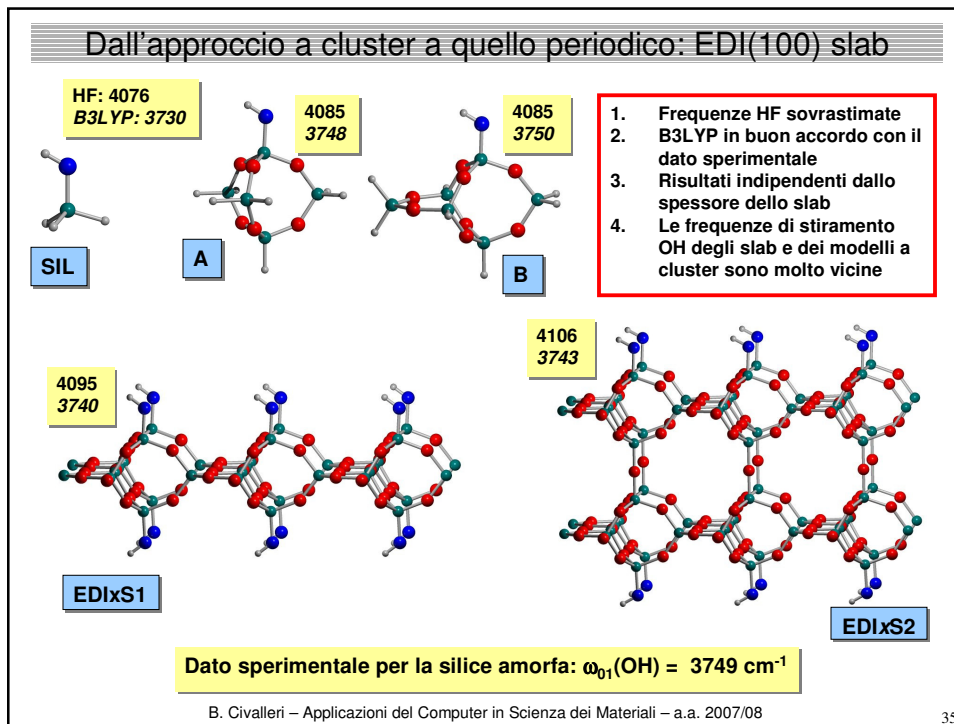 Dall'approccio a cluster a quello periodico: EDI(100) slab
HF: 4076
B3LYP: 3730
SIL
4085
3748
A
4085
3750
B
1. Frequenze HF sovrastimate
2. B3LYP in buon accordo con il
dato sperimentale
3. Risultati indipendenti dallo
spessore dello slab
4. Le frequenze di stiramento
OH degli slab e dei modelli a
cluster sono molto vicine
4095
3740
EDIxS1
4106
3743
EDIxS2
Dato sperimentale per la silice amorfa: ω01(OH) = 3749 cm-1
B. Civalleri – Applicazioni del Computer in Scienza dei Materiali – a.a. 2007/08
35